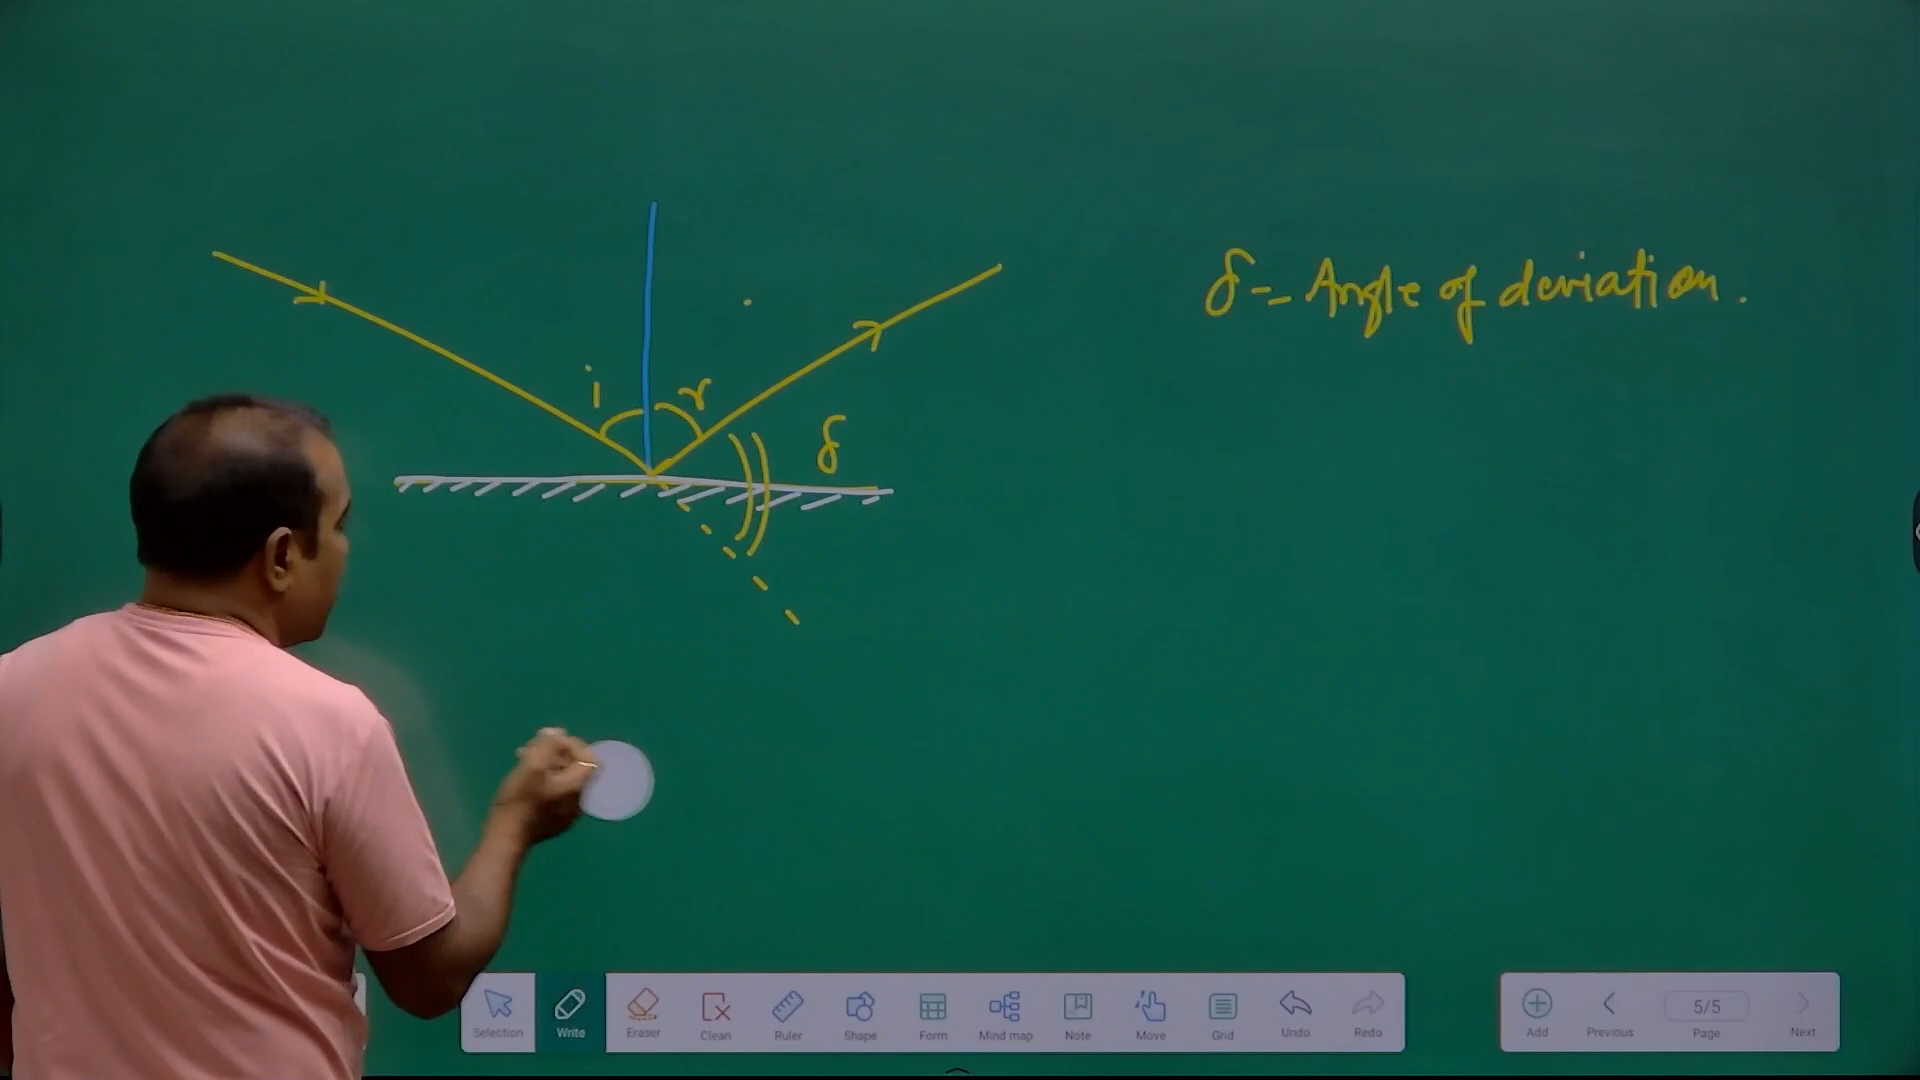 δ = Angle of deviation.
i r
δ
Selection Write Eraser Clean Ruler Shape Form Mind map Note Move Grid Undo Redo
Add Previous 5/5 Page Next